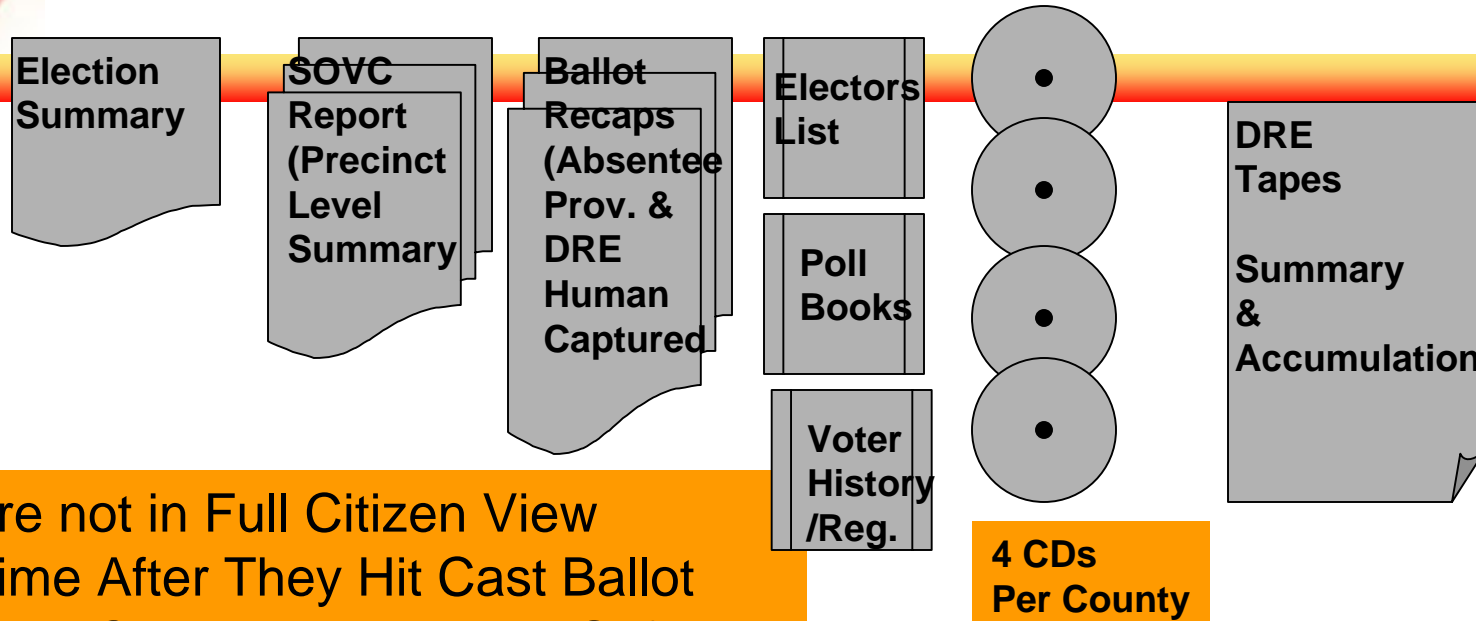 Election
Summary
SOVC
Report
(Precinct
Level
Summary
Ballot
Recaps
(Absentee
Prov. &
DRE
Human
Captured
Electors
List
Poll
Books
Voter
History
/Reg.
4 CDs
Per County
DRE
Tapes
Summary
&
Accumulation
re not in Full Citizen View
ime After They Hit Cast Ballot